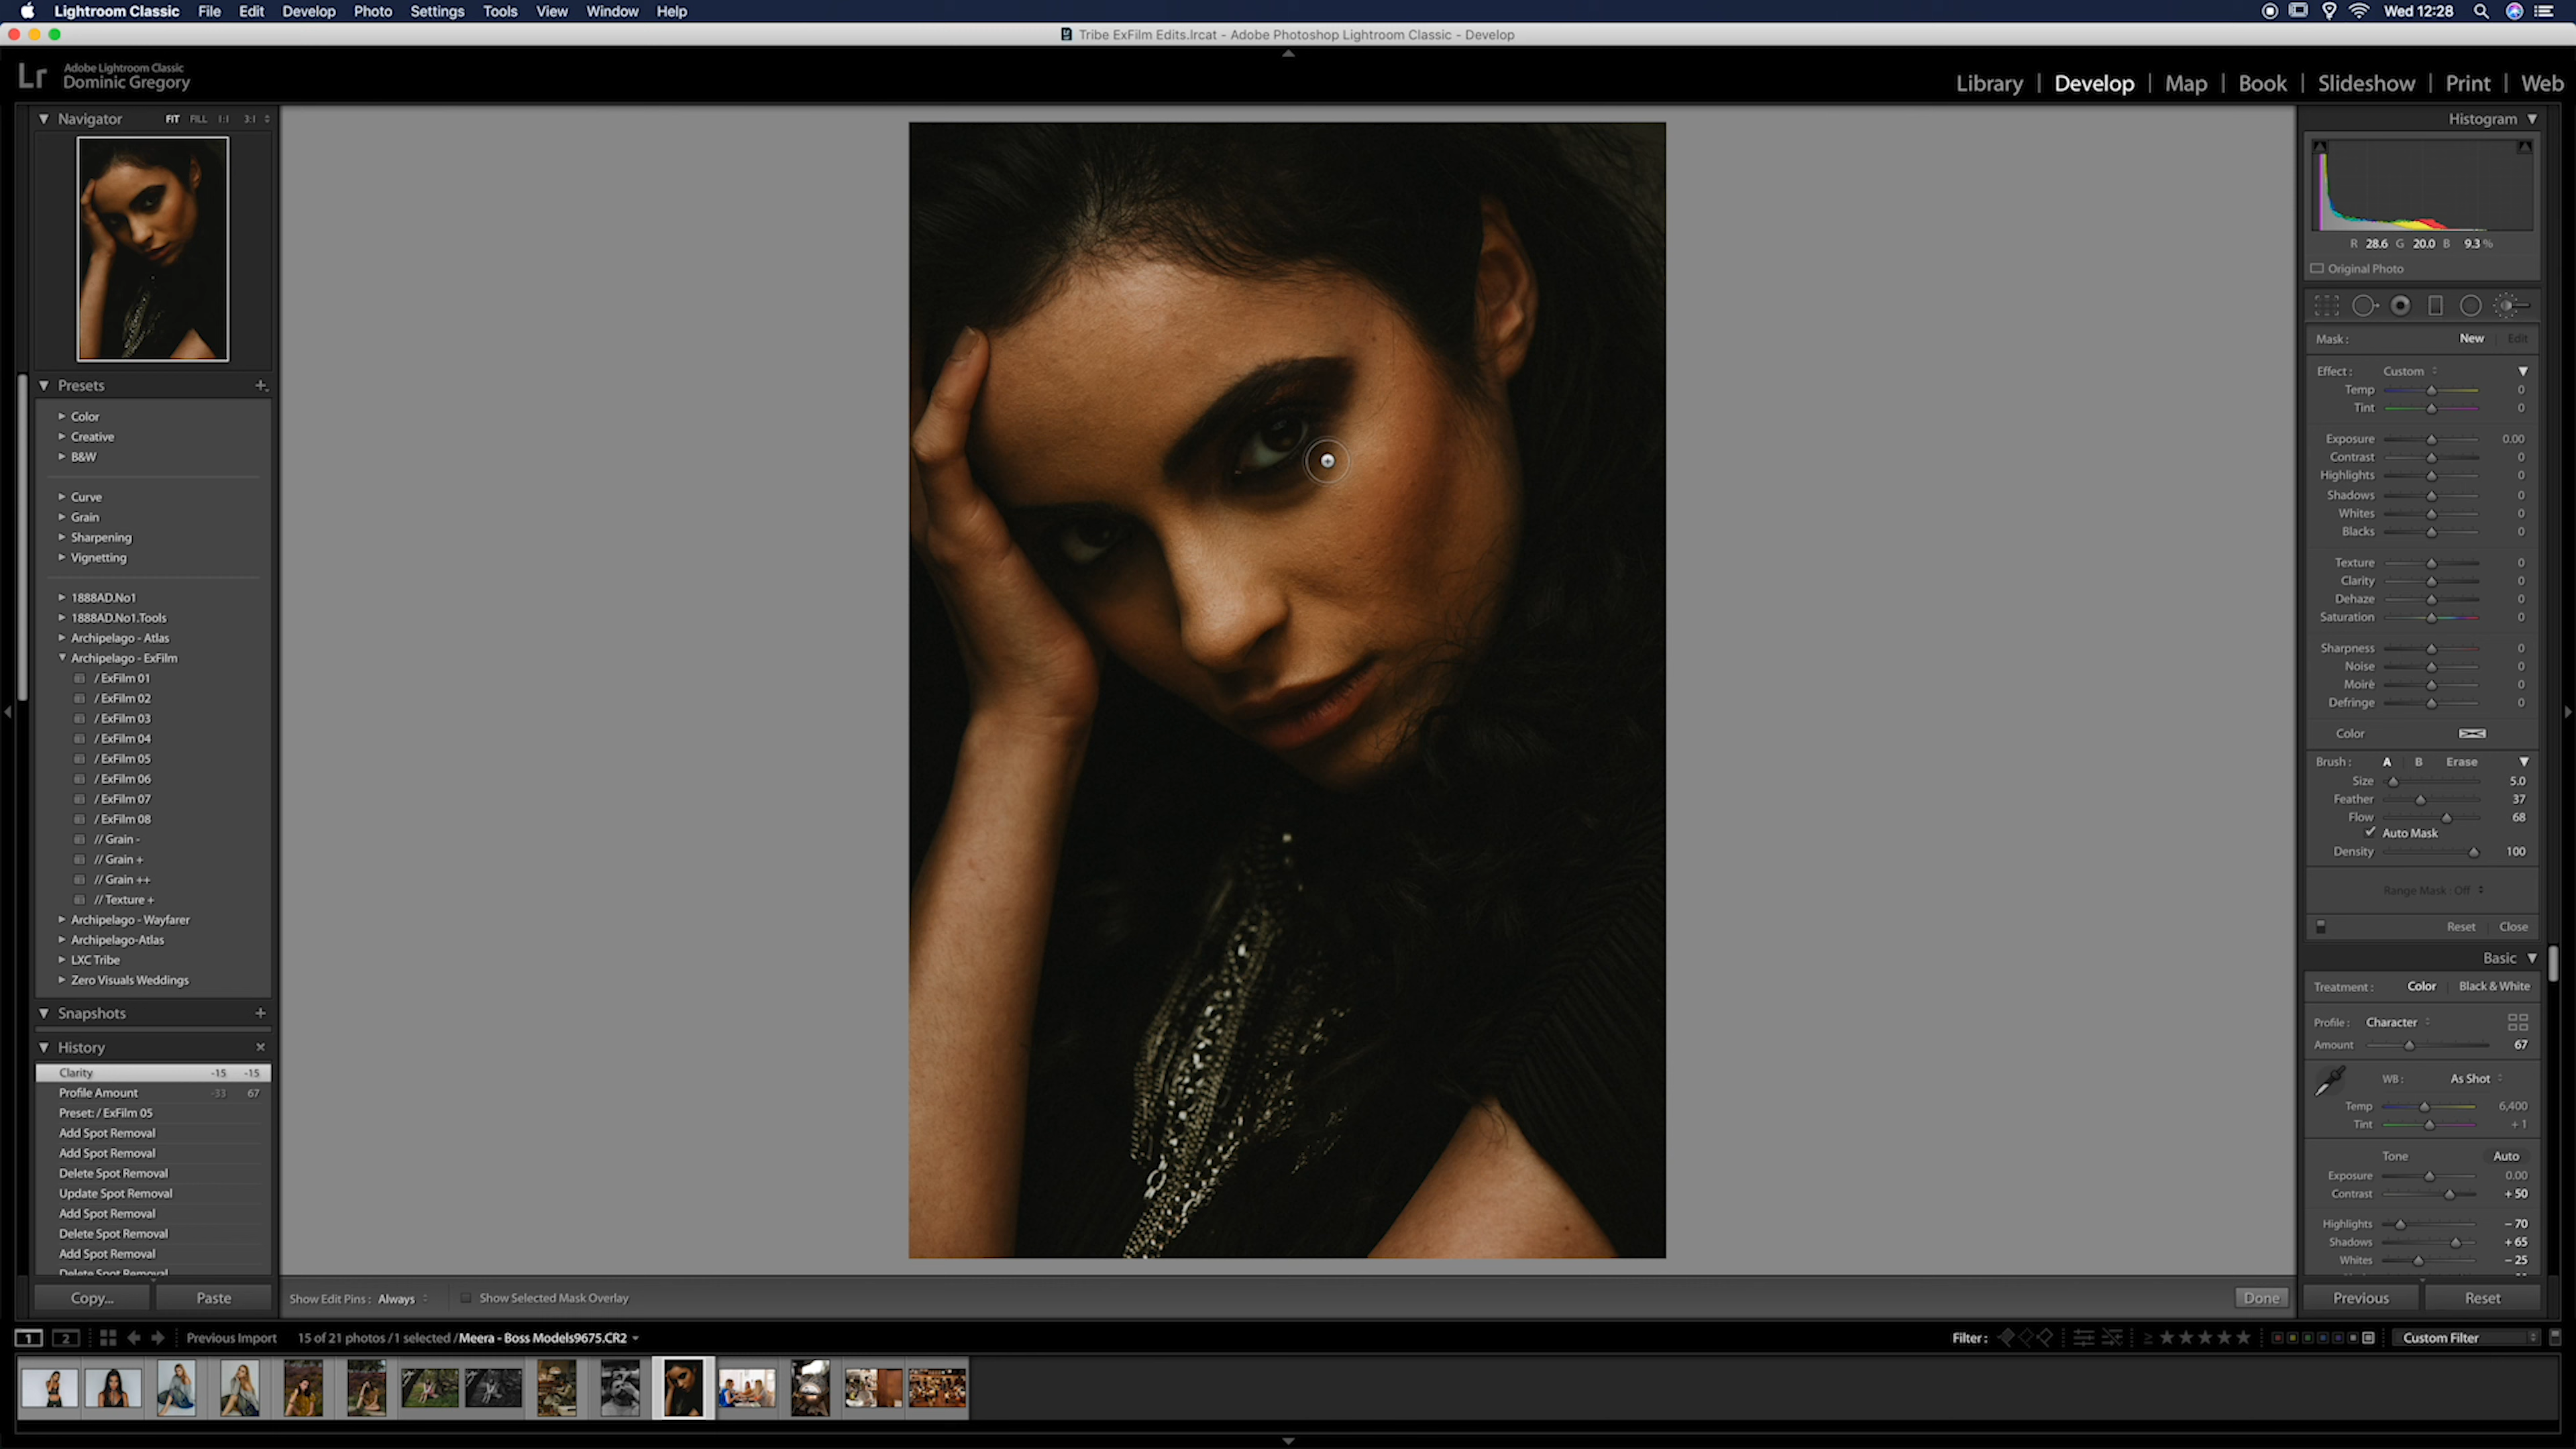 Lightroom Classic File Edit Develop Photo Settings Tools View Window Help Wed 12:28
Tribe ExFilm Edits.lrcat - Adobe Photoshop Lightroom Classic - Develop
Lr Adobe Lightroom Classic
Dominic Gregory
Library | Develop | Map | Book | Slideshow | Print | Web
Navigator FIT FILL 1:1 3:1
Presets +
Color
Creative
B&W
Curve
Grain
Sharpening
Vignetting
1888AD.No1
1888AD.No1.Tools
Archipelago - Atlas
Archipelago - ExFilm
/ ExFilm 01
/ ExFilm 02
/ ExFilm 03
/ ExFilm 04
/ ExFilm 05
/ ExFilm 06
/ ExFilm 07
/ ExFilm 08
// Grain -
// Grain +
// Grain ++
// Texture +
Archipelago - Wayfarer
Archipelago-Atlas
LXC Tribe
Zero Visuals Weddings
Snapshots +
History ×
Clarity -15 -15
Profile Amount -33 67
Preset: / ExFilm 05
Add Spot Removal
Add Spot Removal
Delete Spot Removal
Update Spot Removal
Add Spot Removal
Delete Spot Removal
Add Spot Removal
Delete Spot Removal
Copy... Paste
Show Edit Pins : Always Show Selected Mask Overlay Done
Histogram
R 28.6 G 20.0 B 9.3 %
Original Photo
Mask : New Edit
Effect : Custom
Temp 0
Tint 0
Exposure 0.00
Contrast 0
Highlights 0
Shadows 0
Whites 0
Blacks 0
Texture 0
Clarity 0
Dehaze 0
Saturation 0
Sharpness 0
Noise 0
Moiré 0
Defringe 0
Color
Brush : A B Erase
Size 5.0
Feather 37
Flow 68
Auto Mask
Density 100
Range Mask : Off
Reset Close
Basic
Treatment : Color Black & White
Profile : Character
Amount 67
WB : As Shot
Temp 6,400
Tint + 1
Tone Auto
Exposure 0.00
Contrast + 50
Highlights − 70
Shadows + 65
Whites − 25
Previous Reset
1 2 Previous Import 15 of 21 photos / 1 selected / Meera - Boss Models9675.CR2 Filter : ≥ Custom Filter